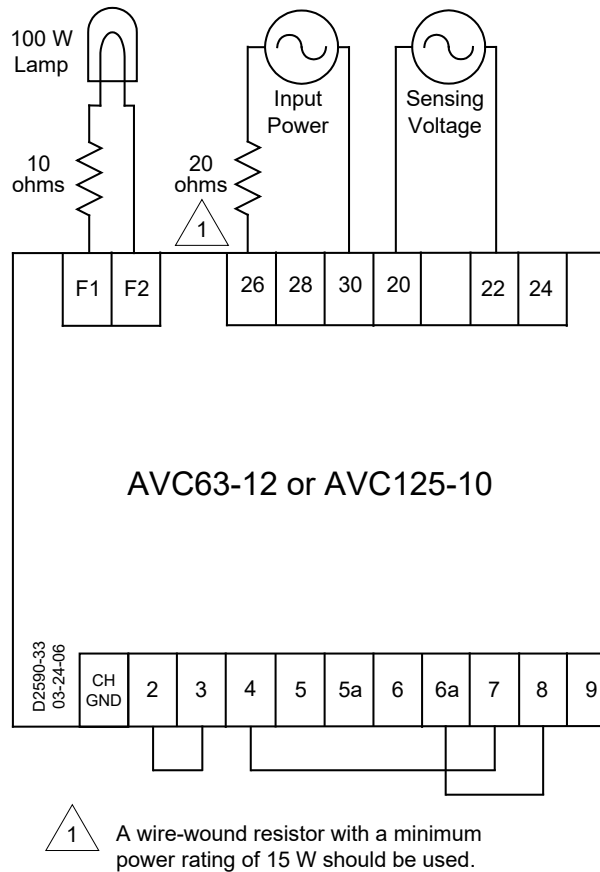 100 W
Lamp
Input
Power
Sensing
Voltage
10
ohms
20
ohms
1
F1 F2 26 28 30 20 22 24
AVC63-12 or AVC125-10
D2590-33
03-24-06
CH
GND
2 3 4 5 5a 6 6a 7 8 9
1 A wire-wound resistor with a minimum
power rating of 15 W should be used.